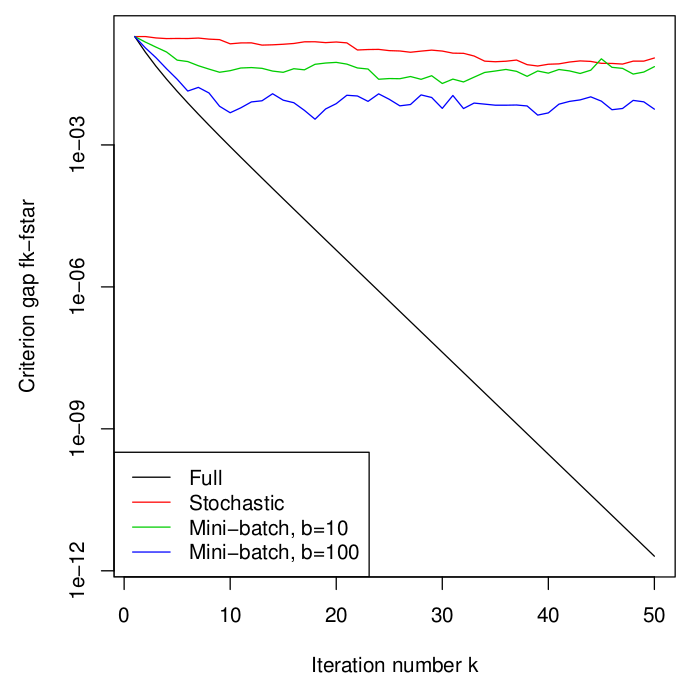 Criterion gap fk−fstar
1e−03
1e−06
1e−09
1e−12
Full
Stochastic
Mini−batch, b=10
Mini−batch, b=100
0 10 20 30 40 50
Iteration number k